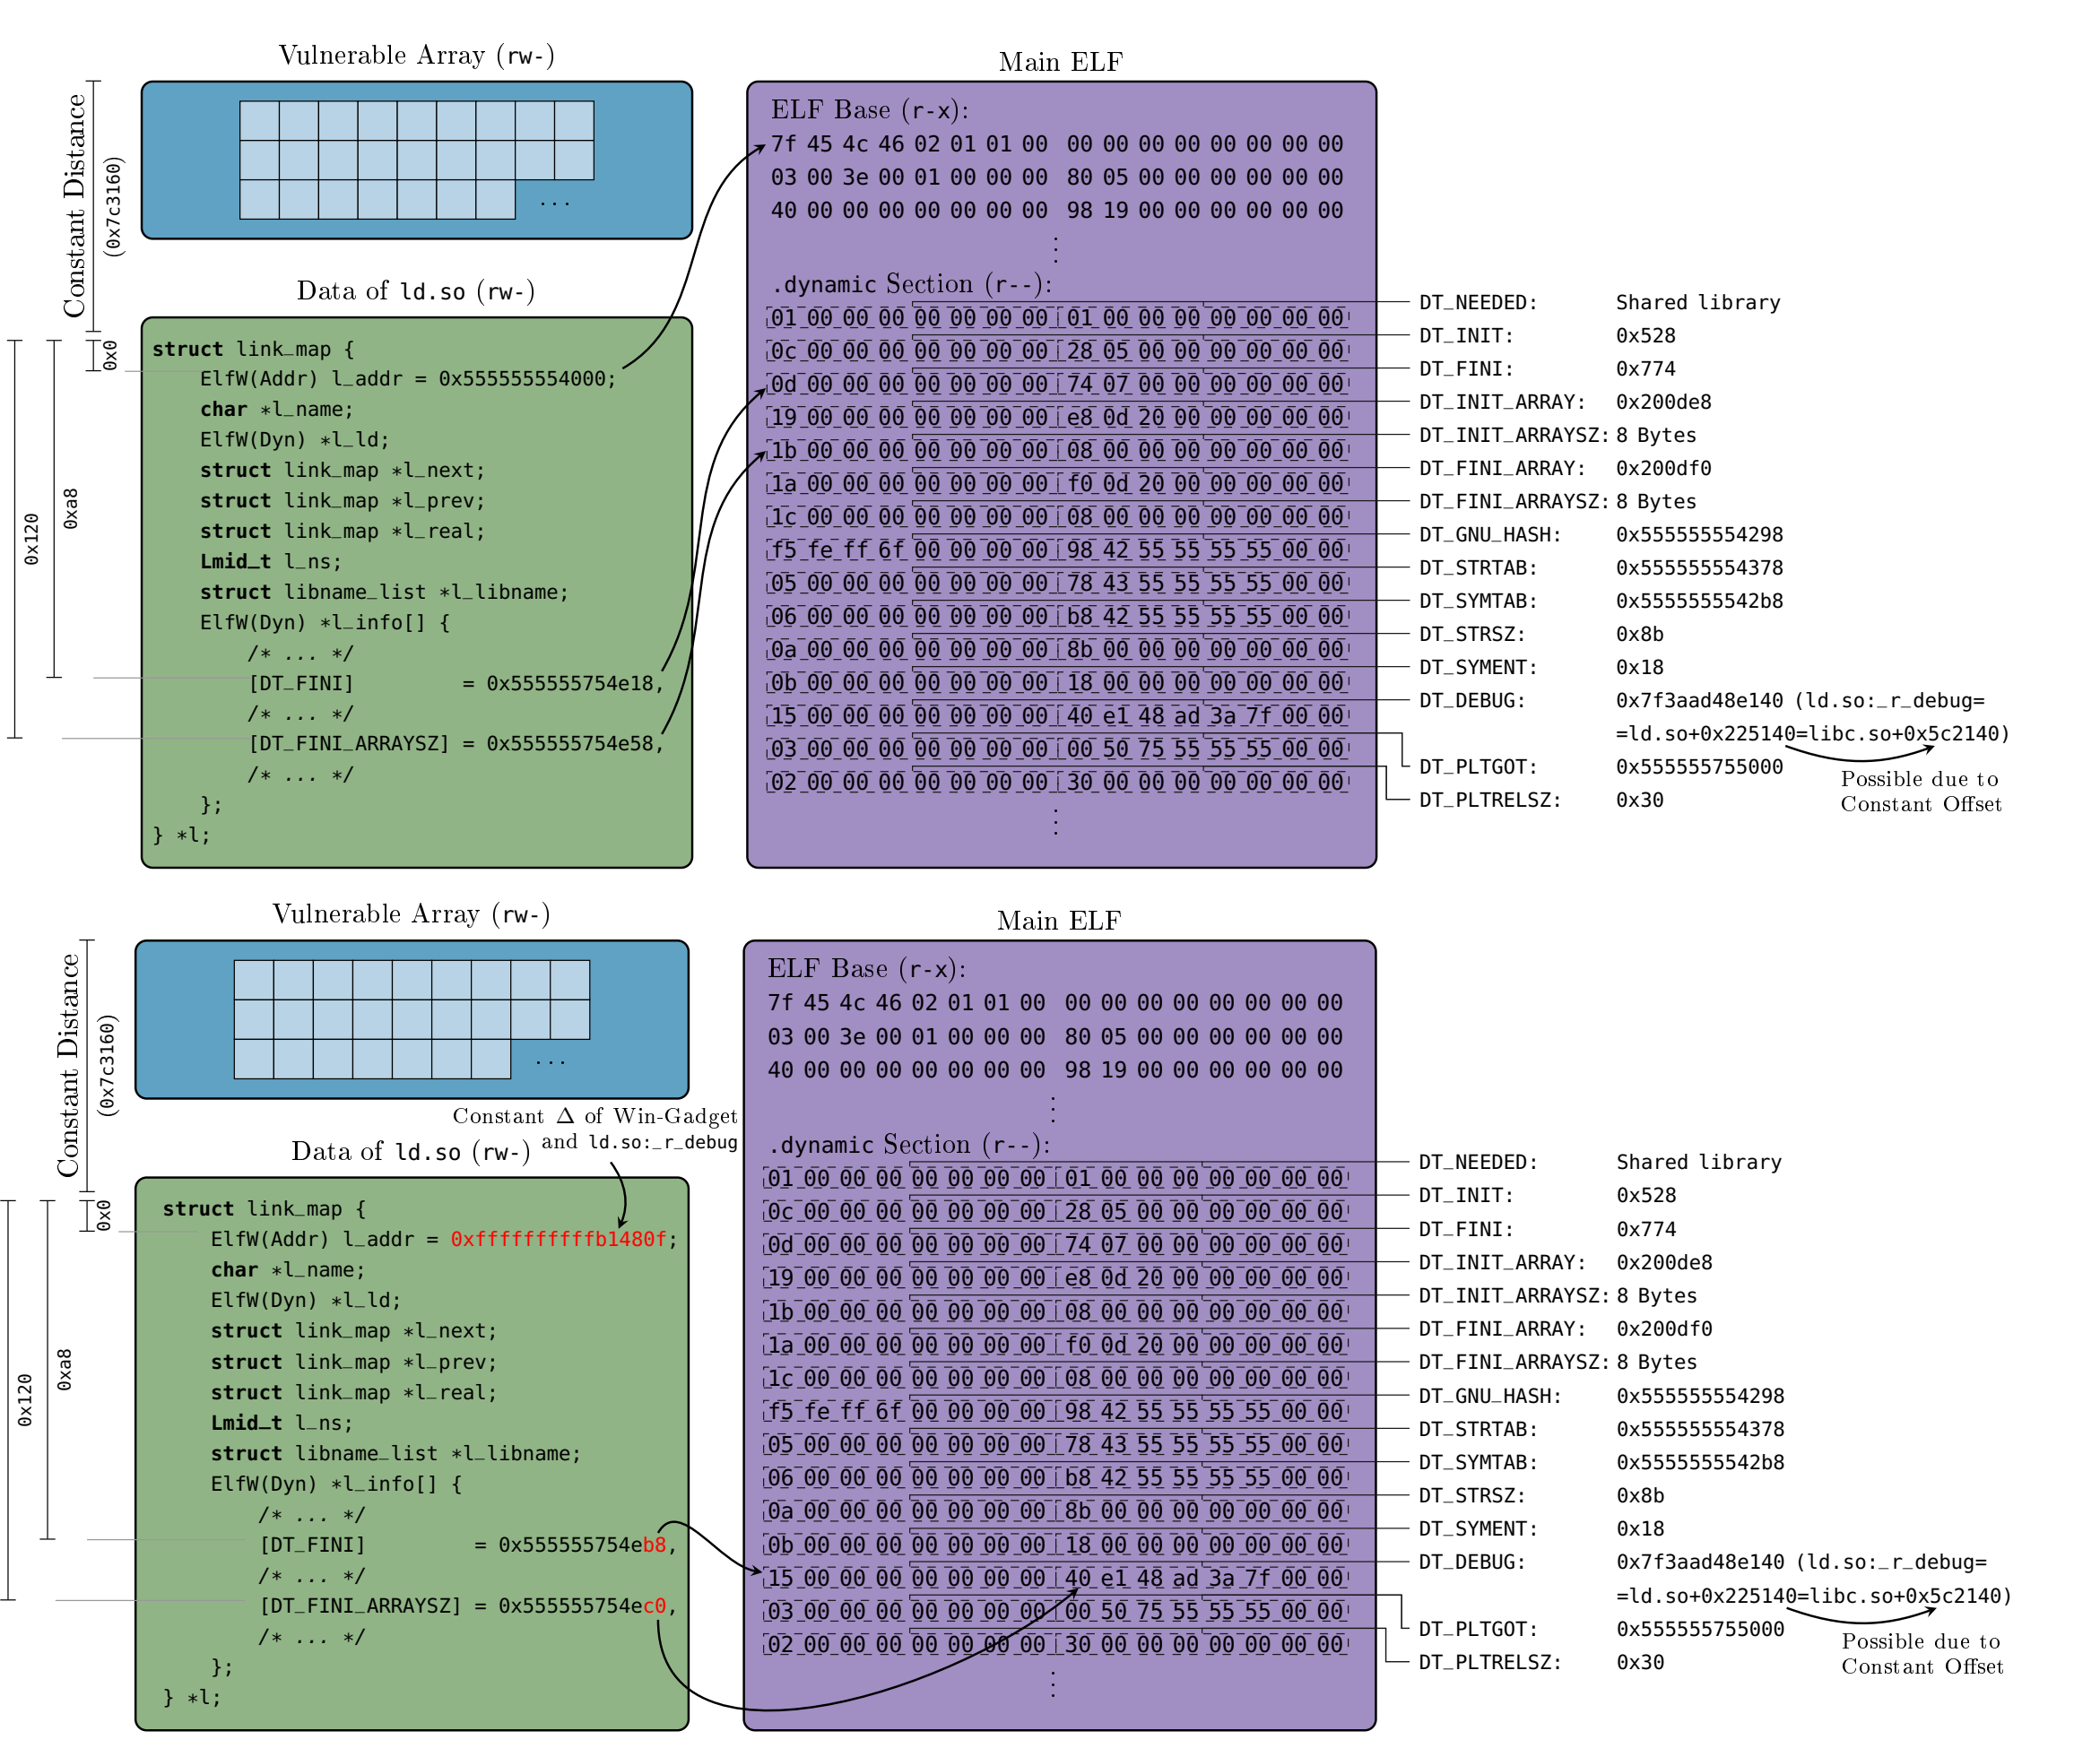 Vulnerable Array (rw-)
Constant Distance
(0x7c3160)
...
Data of ld.so (rw-)
0x0
0xa8
0x120
struct link_map {
ElfW(Addr) l_addr = 0x555555554000;
char *l_name;
ElfW(Dyn) *l_ld;
struct link_map *l_next;
struct link_map *l_prev;
struct link_map *l_real;
Lmid_t l_ns;
struct libname_list *l_libname;
ElfW(Dyn) *l_info[] {
/* ... */
[DT_FINI] = 0x555555754e18,
/* ... */
[DT_FINI_ARRAYSZ] = 0x555555754e58,
/* ... */
};
} *l;
Main ELF
ELF Base (r-x):
7f 45 4c 46 02 01 01 00 00 00 00 00 00 00 00 00
03 00 3e 00 01 00 00 00 80 05 00 00 00 00 00 00
40 00 00 00 00 00 00 00 98 19 00 00 00 00 00 00
⋮
.dynamic Section (r--):
01 00 00 00 00 00 00 00 01 00 00 00 00 00 00 00
0c 00 00 00 00 00 00 00 28 05 00 00 00 00 00 00
0d 00 00 00 00 00 00 00 74 07 00 00 00 00 00 00
19 00 00 00 00 00 00 00 e8 0d 20 00 00 00 00 00
1b 00 00 00 00 00 00 00 08 00 00 00 00 00 00 00
1a 00 00 00 00 00 00 00 f0 0d 20 00 00 00 00 00
1c 00 00 00 00 00 00 00 08 00 00 00 00 00 00 00
f5 fe ff 6f 00 00 00 00 98 42 55 55 55 55 00 00
05 00 00 00 00 00 00 00 78 43 55 55 55 55 00 00
06 00 00 00 00 00 00 00 b8 42 55 55 55 55 00 00
0a 00 00 00 00 00 00 00 8b 00 00 00 00 00 00 00
0b 00 00 00 00 00 00 00 18 00 00 00 00 00 00 00
15 00 00 00 00 00 00 00 40 e1 48 ad 3a 7f 00 00
03 00 00 00 00 00 00 00 00 50 75 55 55 55 00 00
02 00 00 00 00 00 00 00 30 00 00 00 00 00 00 00
⋮
DT_NEEDED: Shared library
DT_INIT: 0x528
DT_FINI: 0x774
DT_INIT_ARRAY: 0x200de8
DT_INIT_ARRAYSZ: 8 Bytes
DT_FINI_ARRAY: 0x200df0
DT_FINI_ARRAYSZ: 8 Bytes
DT_GNU_HASH: 0x555555554298
DT_STRTAB: 0x555555554378
DT_SYMTAB: 0x5555555542b8
DT_STRSZ: 0x8b
DT_SYMENT: 0x18
DT_DEBUG: 0x7f3aad48e140 (ld.so:_r_debug=
=ld.so+0x225140=libc.so+0x5c2140)
DT_PLTGOT: 0x555555755000
DT_PLTRELSZ: 0x30
Possible due to
Constant Offset
Vulnerable Array (rw-)
Constant Distance
(0x7c3160)
...
Constant Δ of Win-Gadget
and ld.so:_r_debug
Data of ld.so (rw-)
0x0
0xa8
0x120
struct link_map {
ElfW(Addr) l_addr = 0xffffffffffb1480f;
char *l_name;
ElfW(Dyn) *l_ld;
struct link_map *l_next;
struct link_map *l_prev;
struct link_map *l_real;
Lmid_t l_ns;
struct libname_list *l_libname;
ElfW(Dyn) *l_info[] {
/* ... */
[DT_FINI] = 0x555555754eb8,
/* ... */
[DT_FINI_ARRAYSZ] = 0x555555754ec0,
/* ... */
};
} *l;
Main ELF
ELF Base (r-x):
7f 45 4c 46 02 01 01 00 00 00 00 00 00 00 00 00
03 00 3e 00 01 00 00 00 80 05 00 00 00 00 00 00
40 00 00 00 00 00 00 00 98 19 00 00 00 00 00 00
⋮
.dynamic Section (r--):
01 00 00 00 00 00 00 00 01 00 00 00 00 00 00 00
0c 00 00 00 00 00 00 00 28 05 00 00 00 00 00 00
0d 00 00 00 00 00 00 00 74 07 00 00 00 00 00 00
19 00 00 00 00 00 00 00 e8 0d 20 00 00 00 00 00
1b 00 00 00 00 00 00 00 08 00 00 00 00 00 00 00
1a 00 00 00 00 00 00 00 f0 0d 20 00 00 00 00 00
1c 00 00 00 00 00 00 00 08 00 00 00 00 00 00 00
f5 fe ff 6f 00 00 00 00 98 42 55 55 55 55 00 00
05 00 00 00 00 00 00 00 78 43 55 55 55 55 00 00
06 00 00 00 00 00 00 00 b8 42 55 55 55 55 00 00
0a 00 00 00 00 00 00 00 8b 00 00 00 00 00 00 00
0b 00 00 00 00 00 00 00 18 00 00 00 00 00 00 00
15 00 00 00 00 00 00 00 40 e1 48 ad 3a 7f 00 00
03 00 00 00 00 00 00 00 00 50 75 55 55 55 00 00
02 00 00 00 00 00 00 00 30 00 00 00 00 00 00 00
⋮
DT_NEEDED: Shared library
DT_INIT: 0x528
DT_FINI: 0x774
DT_INIT_ARRAY: 0x200de8
DT_INIT_ARRAYSZ: 8 Bytes
DT_FINI_ARRAY: 0x200df0
DT_FINI_ARRAYSZ: 8 Bytes
DT_GNU_HASH: 0x555555554298
DT_STRTAB: 0x555555554378
DT_SYMTAB: 0x5555555542b8
DT_STRSZ: 0x8b
DT_SYMENT: 0x18
DT_DEBUG: 0x7f3aad48e140 (ld.so:_r_debug=
=ld.so+0x225140=libc.so+0x5c2140)
DT_PLTGOT: 0x555555755000
DT_PLTRELSZ: 0x30
Possible due to
Constant Offset